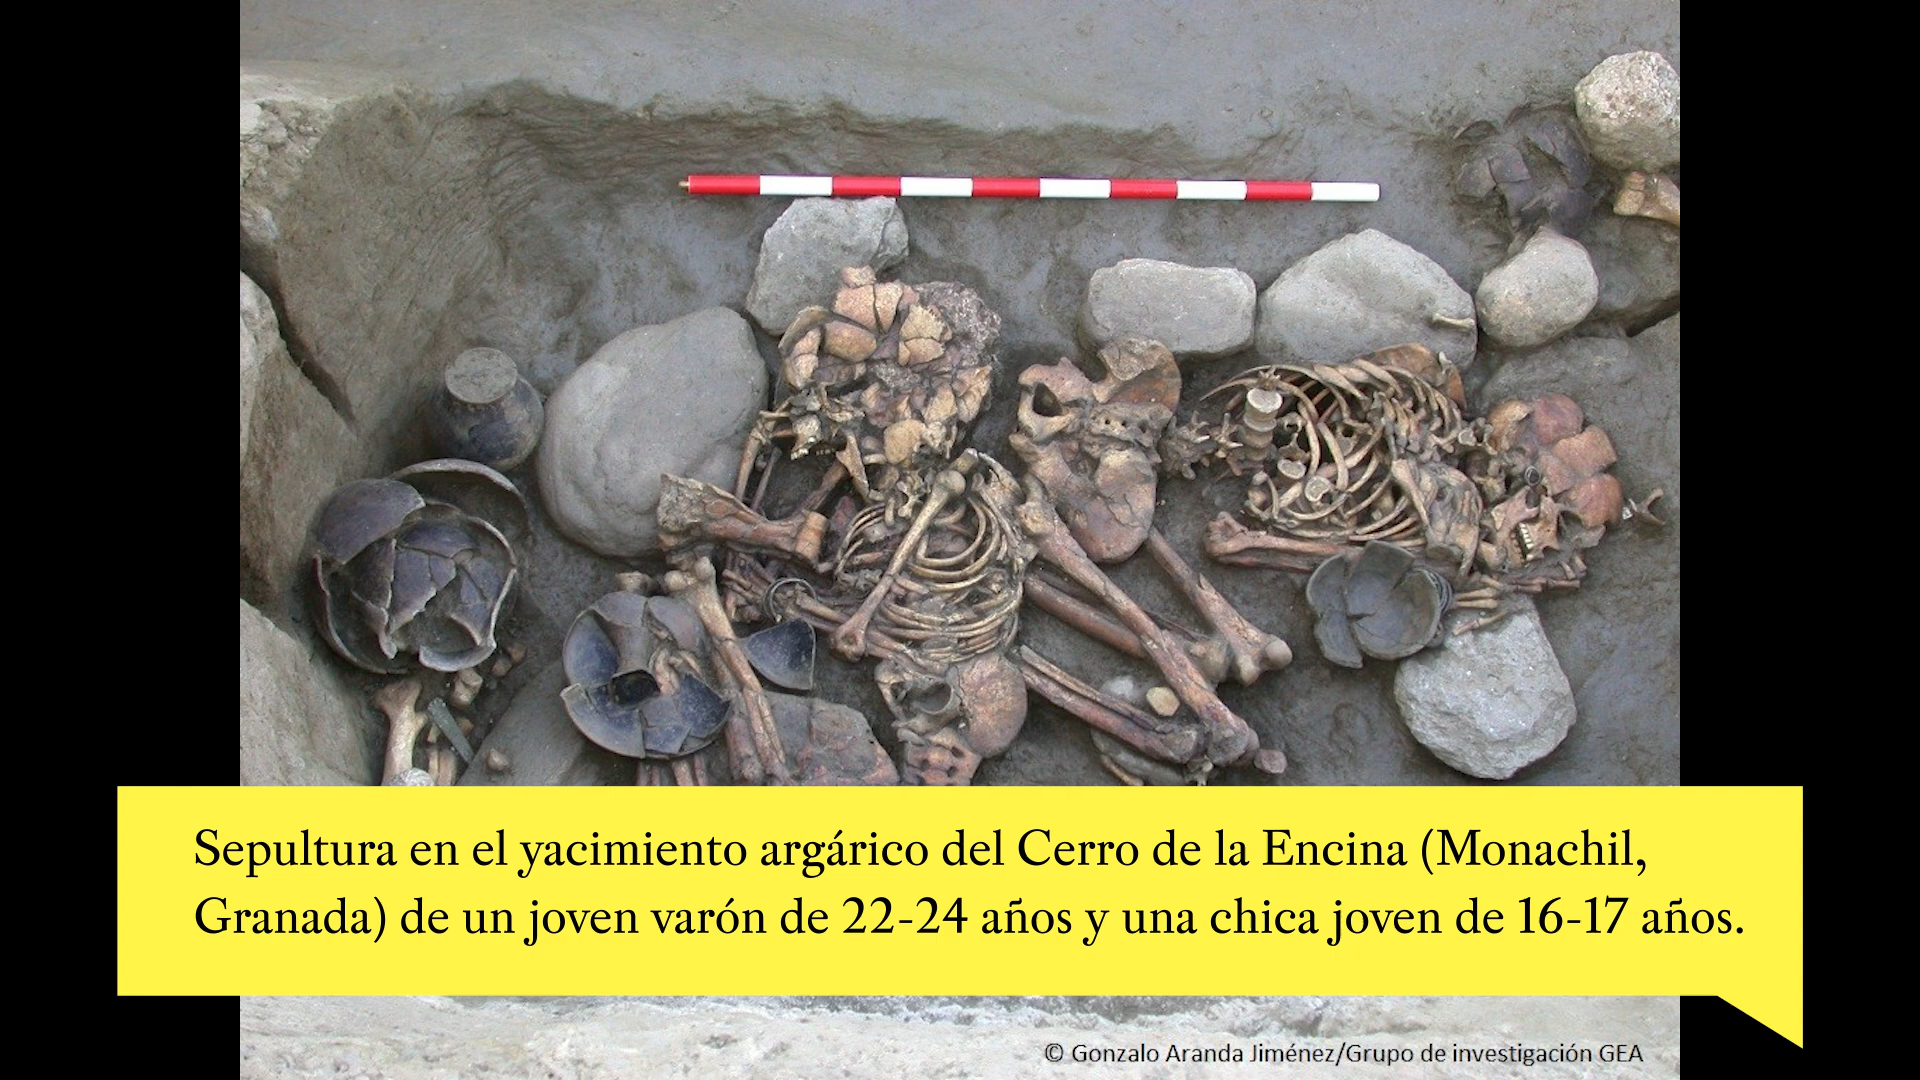 Sepultura en el yacimiento argárico del Cerro de la Encina (Monachil,
Granada) de un joven varón de 22-24 años y una chica joven de 16-17 años.
© Gonzalo Aranda Jiménez/Grupo de investigación GEA